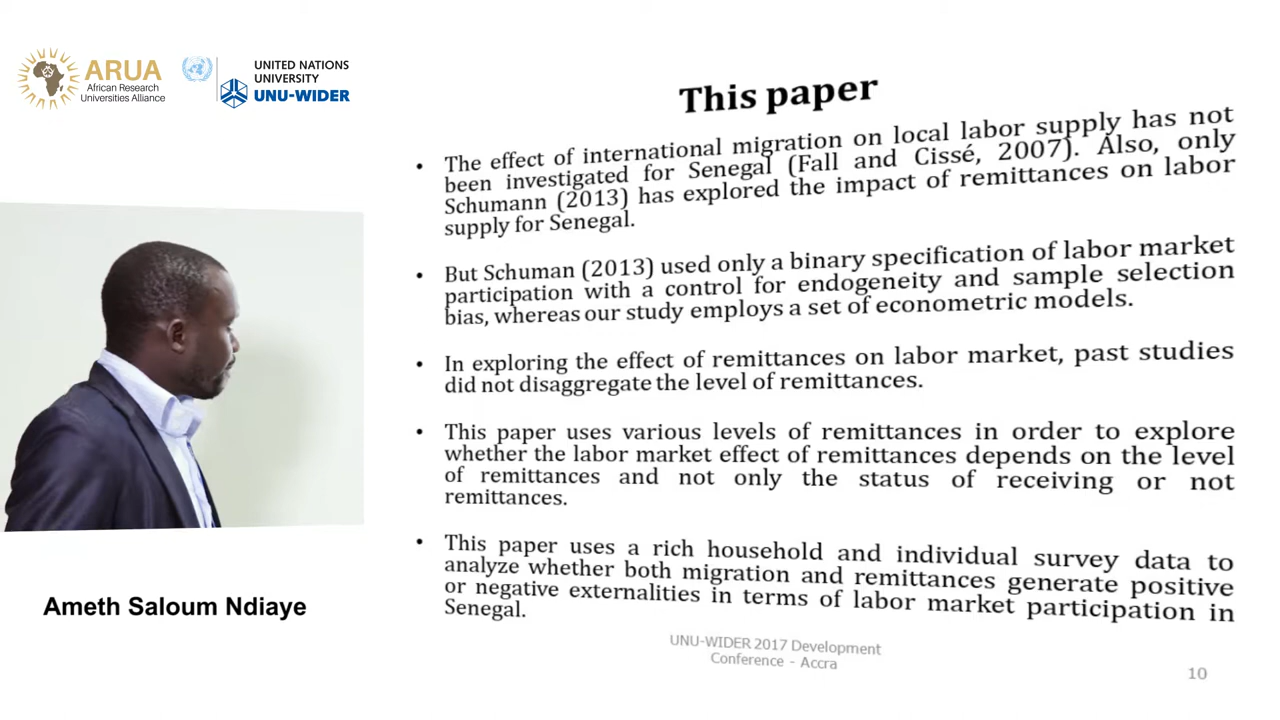 ARUA
African Research
Universities Alliance
UNITED NATIONS
UNIVERSITY
UNU-WIDER
This paper
• The effect of international migration on local labor supply has not
been investigated for Senegal (Fall and Cissé, 2007). Also, only
Schumann (2013) has explored the impact of remittances on labor
supply for Senegal.
• But Schuman (2013) used only a binary specification of labor market
participation with a control for endogeneity and sample selection
bias, whereas our study employs a set of econometric models.
• In exploring the effect of remittances on labor market, past studies
did not disaggregate the level of remittances.
• This paper uses various levels of remittances in order to explore
whether the labor market effect of remittances depends on the level
of remittances and not only the status of receiving or not
remittances.
• This paper uses a rich household and individual survey data to
analyze whether both migration and remittances generate positive
or negative externalities in terms of labor market participation in
Senegal.
Ameth Saloum Ndiaye
UNU-WIDER 2017 Development
Conference - Accra
10